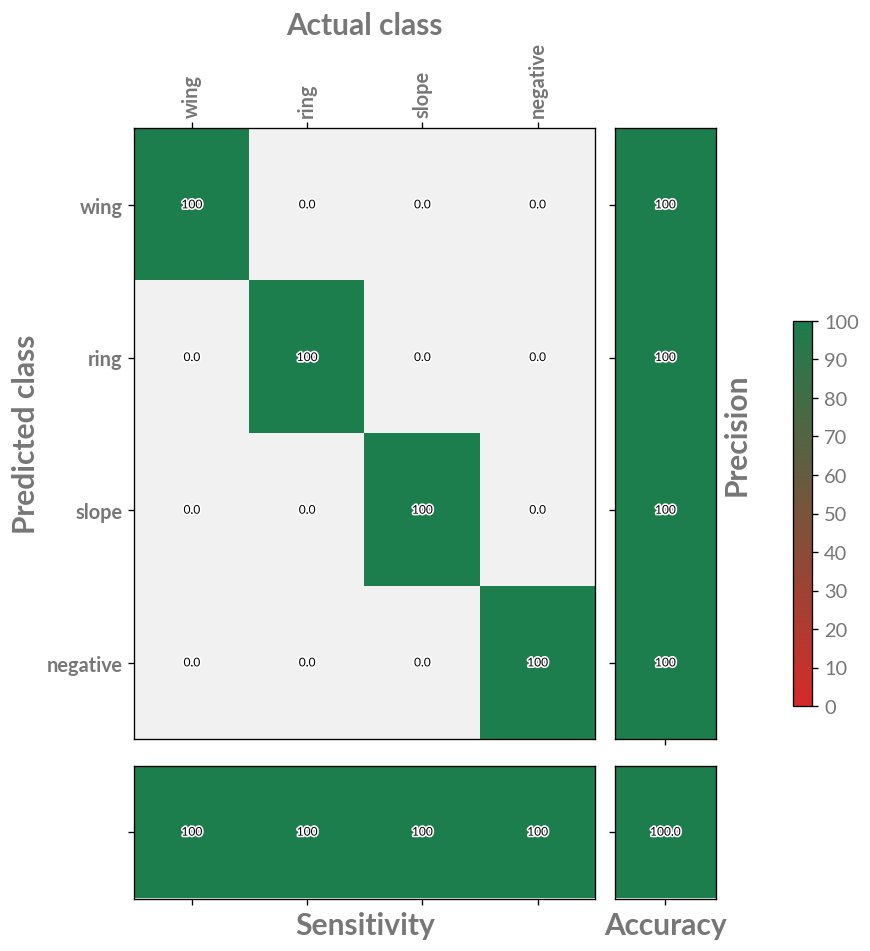 Actual class
wing ring slope negative
wing 100 0.0 0.0 0.0 100
ring 0.0 100 0.0 0.0 100
slope 0.0 0.0 100 0.0 100
negative 0.0 0.0 0.0 100 100
Predicted class
Precision
100
90
80
70
60
50
40
30
20
10
0
100 100 100 100 100.0
Sensitivity Accuracy